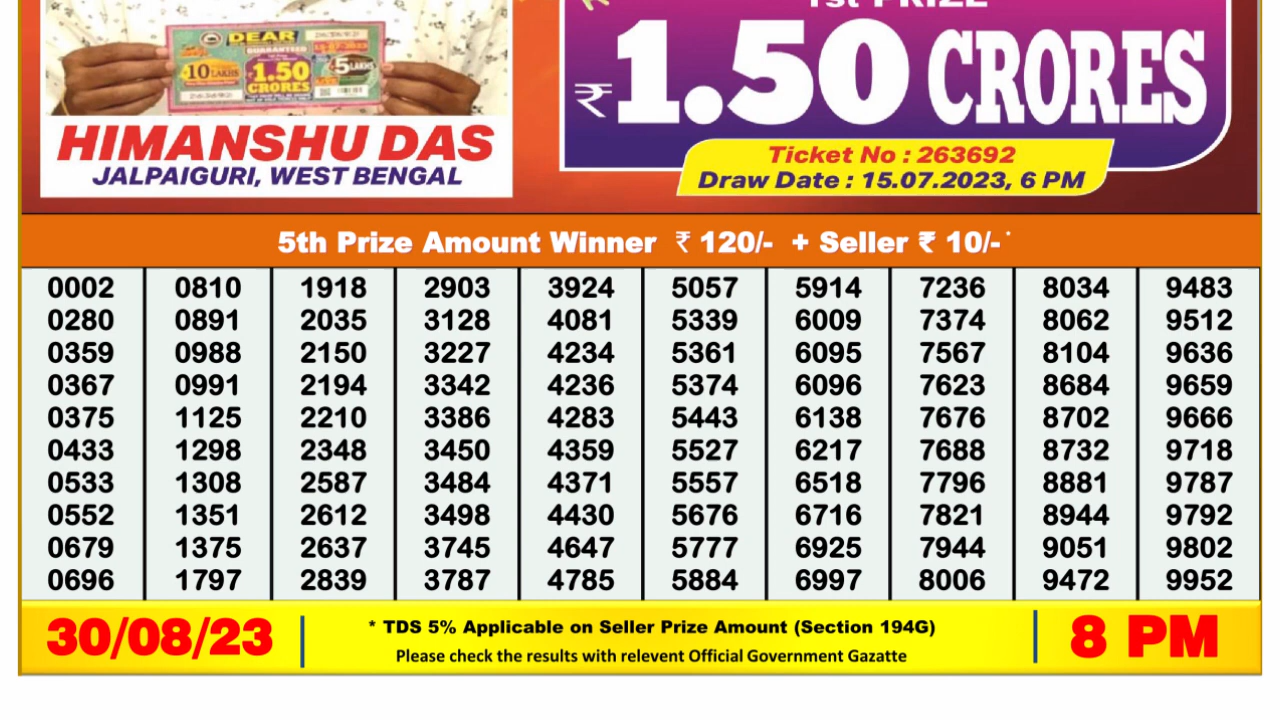 1st PRIZE
₹1.50 CRORES
DEAR
GUARANTEED
15-07-2023
10 LAKHS
₹1.50
CRORES
5 LAKHS
HIMANSHU DAS
JALPAIGURI, WEST BENGAL
Ticket No : 263692
Draw Date : 15.07.2023, 6 PM
5th Prize Amount Winner ₹ 120/- + Seller ₹ 10/- *
0002 0810 1918 2903 3924 5057 5914 7236 8034 9483
0280 0891 2035 3128 4081 5339 6009 7374 8062 9512
0359 0988 2150 3227 4234 5361 6095 7567 8104 9636
0367 0991 2194 3342 4236 5374 6096 7623 8684 9659
0375 1125 2210 3386 4283 5443 6138 7676 8702 9666
0433 1298 2348 3450 4359 5527 6217 7688 8732 9718
0533 1308 2587 3484 4371 5557 6518 7796 8881 9787
0552 1351 2612 3498 4430 5676 6716 7821 8944 9792
0679 1375 2637 3745 4647 5777 6925 7944 9051 9802
0696 1797 2839 3787 4785 5884 6997 8006 9472 9952
30/08/23
* TDS 5% Applicable on Seller Prize Amount (Section 194G)
Please check the results with relevent Official Government Gazatte
8 PM